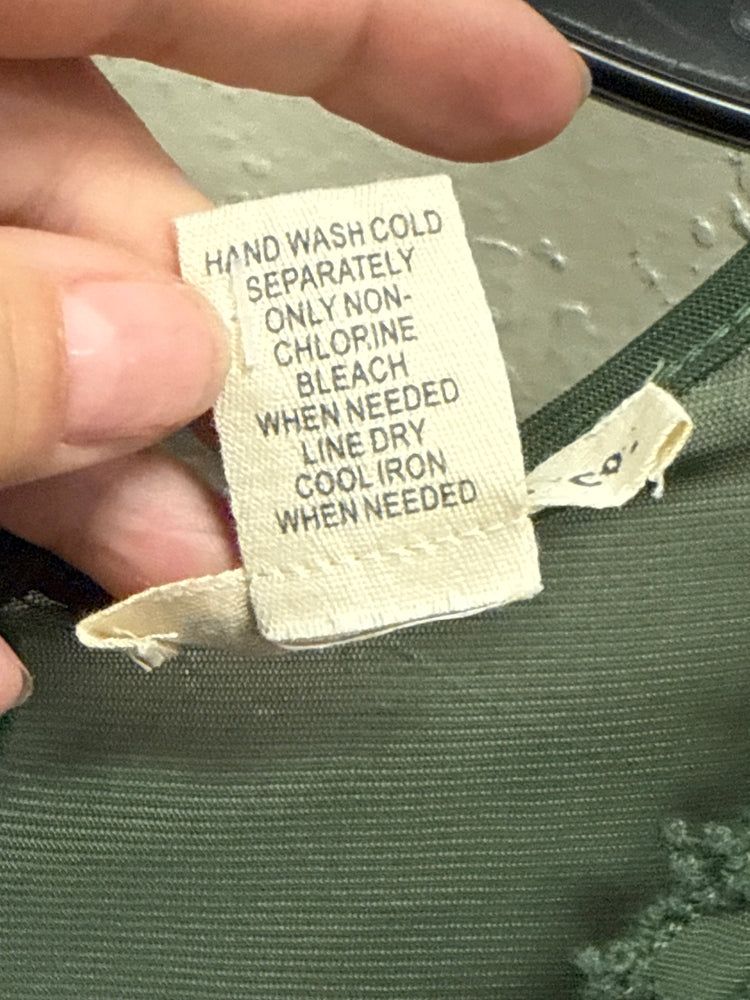 HAND WASH COLD
SEPARATELY
ONLY NON-
CHLORINE
BLEACH
WHEN NEEDED
LINE DRY
COOL IRON
WHEN NEEDED